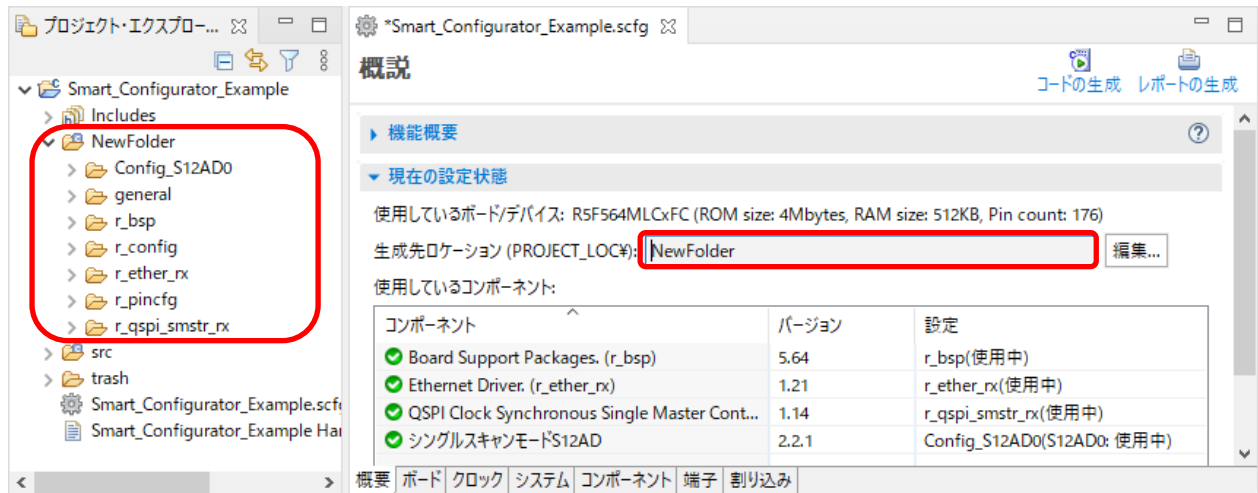 プロジェクト・エクスプロー...
Smart_Configurator_Example
Includes
NewFolder
Config_S12AD0
general
r_bsp
r_config
r_ether_rx
r_pincfg
r_qspi_smstr_rx
src
trash
Smart_Configurator_Example.scfg
Smart_Configurator_Example Har
*Smart_Configurator_Example.scfg
概説
コードの生成 レポートの生成
機能概要
現在の設定状態
使用しているボード/デバイス: R5F564MLCxFC (ROM size: 4Mbytes, RAM size: 512KB, Pin count: 176)
生成先ロケーション (PROJECT_LOC¥): NewFolder 編集...
使用しているコンポーネント:
コンポーネント バージョン 設定
Board Support Packages. (r_bsp) 5.64 r_bsp(使用中)
Ethernet Driver. (r_ether_rx) 1.21 r_ether_rx(使用中)
QSPI Clock Synchronous Single Master Cont... 1.14 r_qspi_smstr_rx(使用中)
シングルスキャンモードS12AD 2.2.1 Config_S12AD0(S12AD0: 使用中)
概要 ボード クロック システム コンポーネント 端子 割り込み